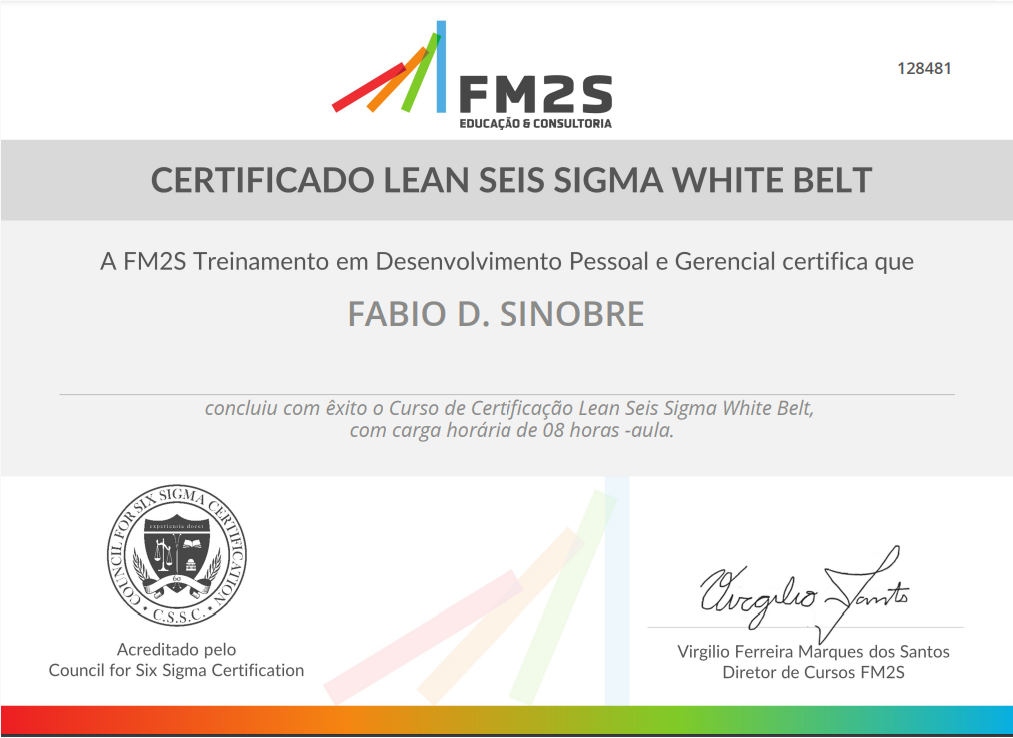 FM2S
EDUCAÇÃO & CONSULTORIA
128481
CERTIFICADO LEAN SEIS SIGMA WHITE BELT
A FM2S Treinamento em Desenvolvimento Pessoal e Gerencial certifica que
FABIO D. SINOBRE
concluiu com êxito o Curso de Certificação Lean Seis Sigma White Belt,
com carga horária de 08 horas -aula.
COUNCIL FOR SIX SIGMA CERTIFICATION
experientia docet
6σ
• C.S.S.C. •
Acreditado pelo
Council for Six Sigma Certification
Virgilio Santos
Virgilio Ferreira Marques dos Santos
Diretor de Cursos FM2S